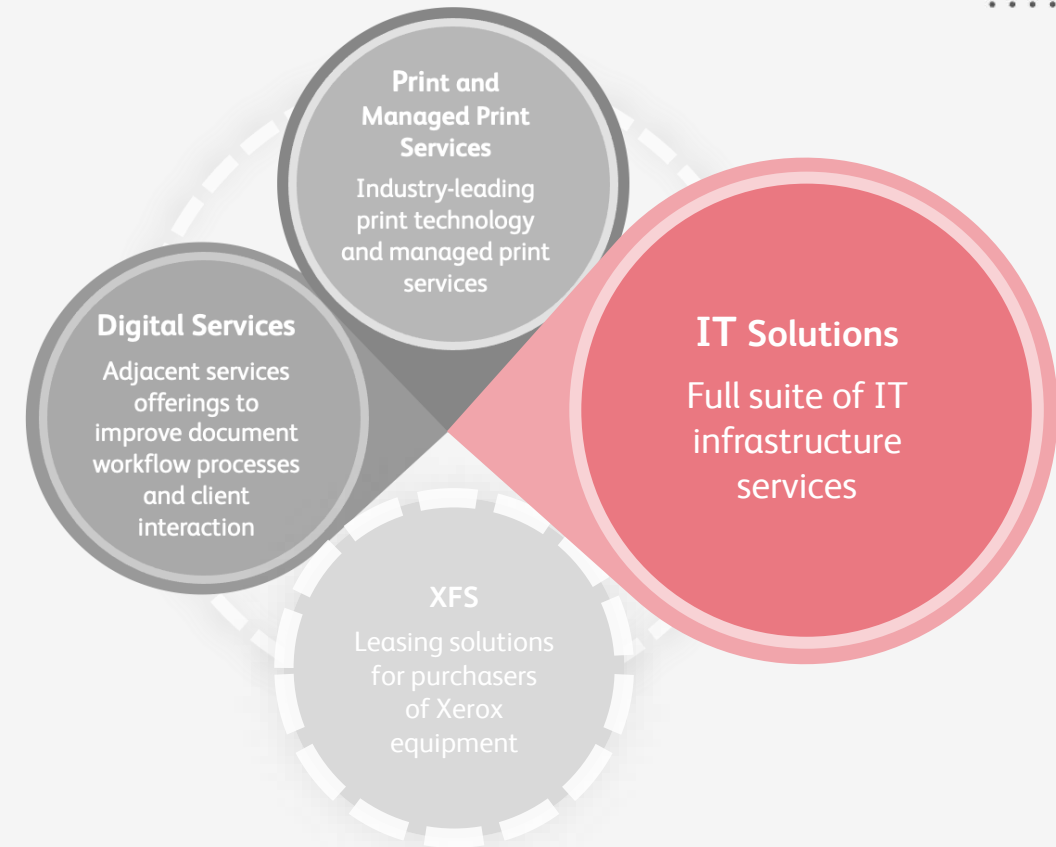 Print and
Managed Print
Services
Industry-leading
print technology
and managed print
services
Digital Services
Adjacent services
offerings to
improve document
workflow processes
and client
interaction
IT Solutions
Full suite of IT
infrastructure
services
XFS
Leasing solutions
for purchasers
of Xerox
equipment